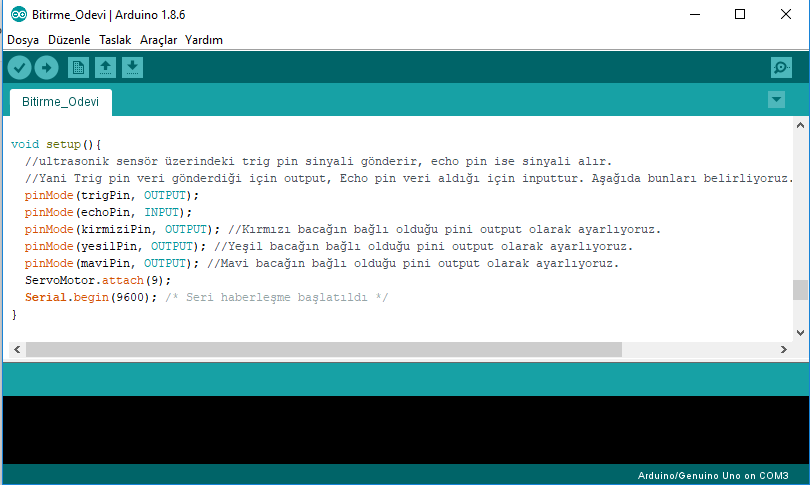 Bitirme_Odevi | Arduino 1.8.6
Dosya Düzenle Taslak Araçlar Yardım
Bitirme_Odevi
void setup(){
//ultrasonik sensör üzerindeki trig pin sinyali gönderir, echo pin ise sinyali alır.
//Yani Trig pin veri gönderdiği için output, Echo pin veri aldığı için inputtur. Aşağıda bunları belirliyoruz.
pinMode(trigPin, OUTPUT);
pinMode(echoPin, INPUT);
pinMode(kirmiziPin, OUTPUT); //Kırmızı bacağın bağlı olduğu pini output olarak ayarlıyoruz.
pinMode(yesilPin, OUTPUT); //Yeşil bacağın bağlı olduğu pini output olarak ayarlıyoruz.
pinMode(maviPin, OUTPUT); //Mavi bacağın bağlı olduğu pini output olarak ayarlıyoruz.
ServoMotor.attach(9);
Serial.begin(9600); /* Seri haberleşme başlatıldı */
}
Arduino/Genuino Uno on COM3